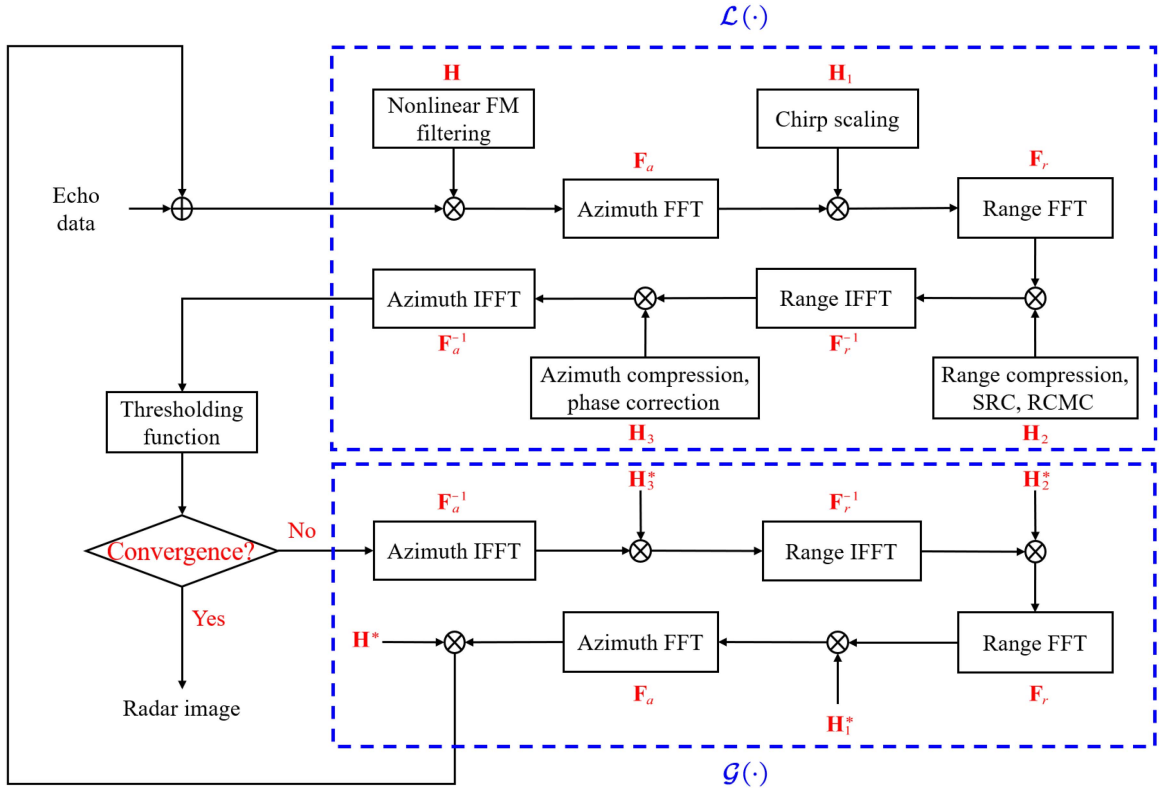 𝓛(·)
H
Nonlinear FM
filtering
H₁
Chirp scaling
Echo
data
Fₐ
Azimuth FFT
Fᵣ
Range FFT
Azimuth IFFT
Fₐ⁻¹
Range IFFT
Fᵣ⁻¹
Azimuth compression,
phase correction
H₃
Range compression,
SRC, RCMC
H₂
Thresholding
function
Convergence?
No
Yes
Radar image
Fₐ⁻¹
Azimuth IFFT
H₃*
Fᵣ⁻¹
Range IFFT
H₂*
H*
Azimuth FFT
Fₐ
H₁*
Range FFT
Fᵣ
𝓖(·)